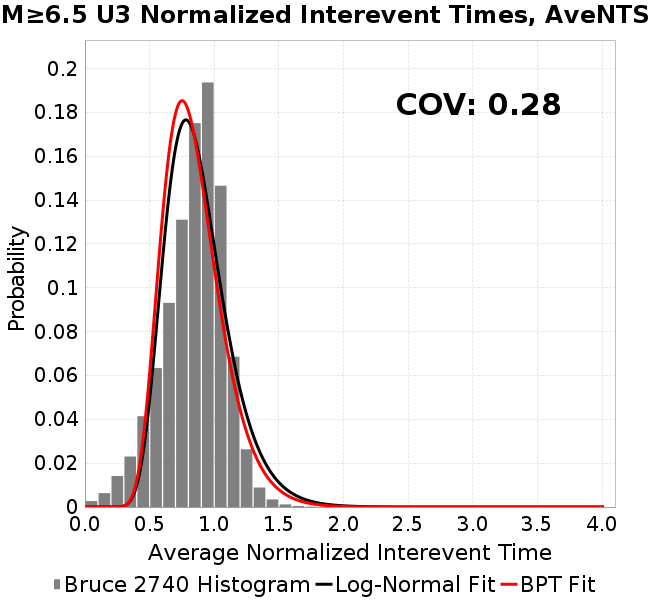 M≥6.5 U3 Normalized Interevent Times, AveNTS
COV: 0.28
0.2
0.18
0.16
0.14
0.12
0.1
0.08
0.06
0.04
0.02
0
Probability
0.0 0.5 1.0 1.5 2.0 2.5 3.0 3.5 4.0
Average Normalized Interevent Time
Bruce 2740 Histogram Log-Normal Fit BPT Fit